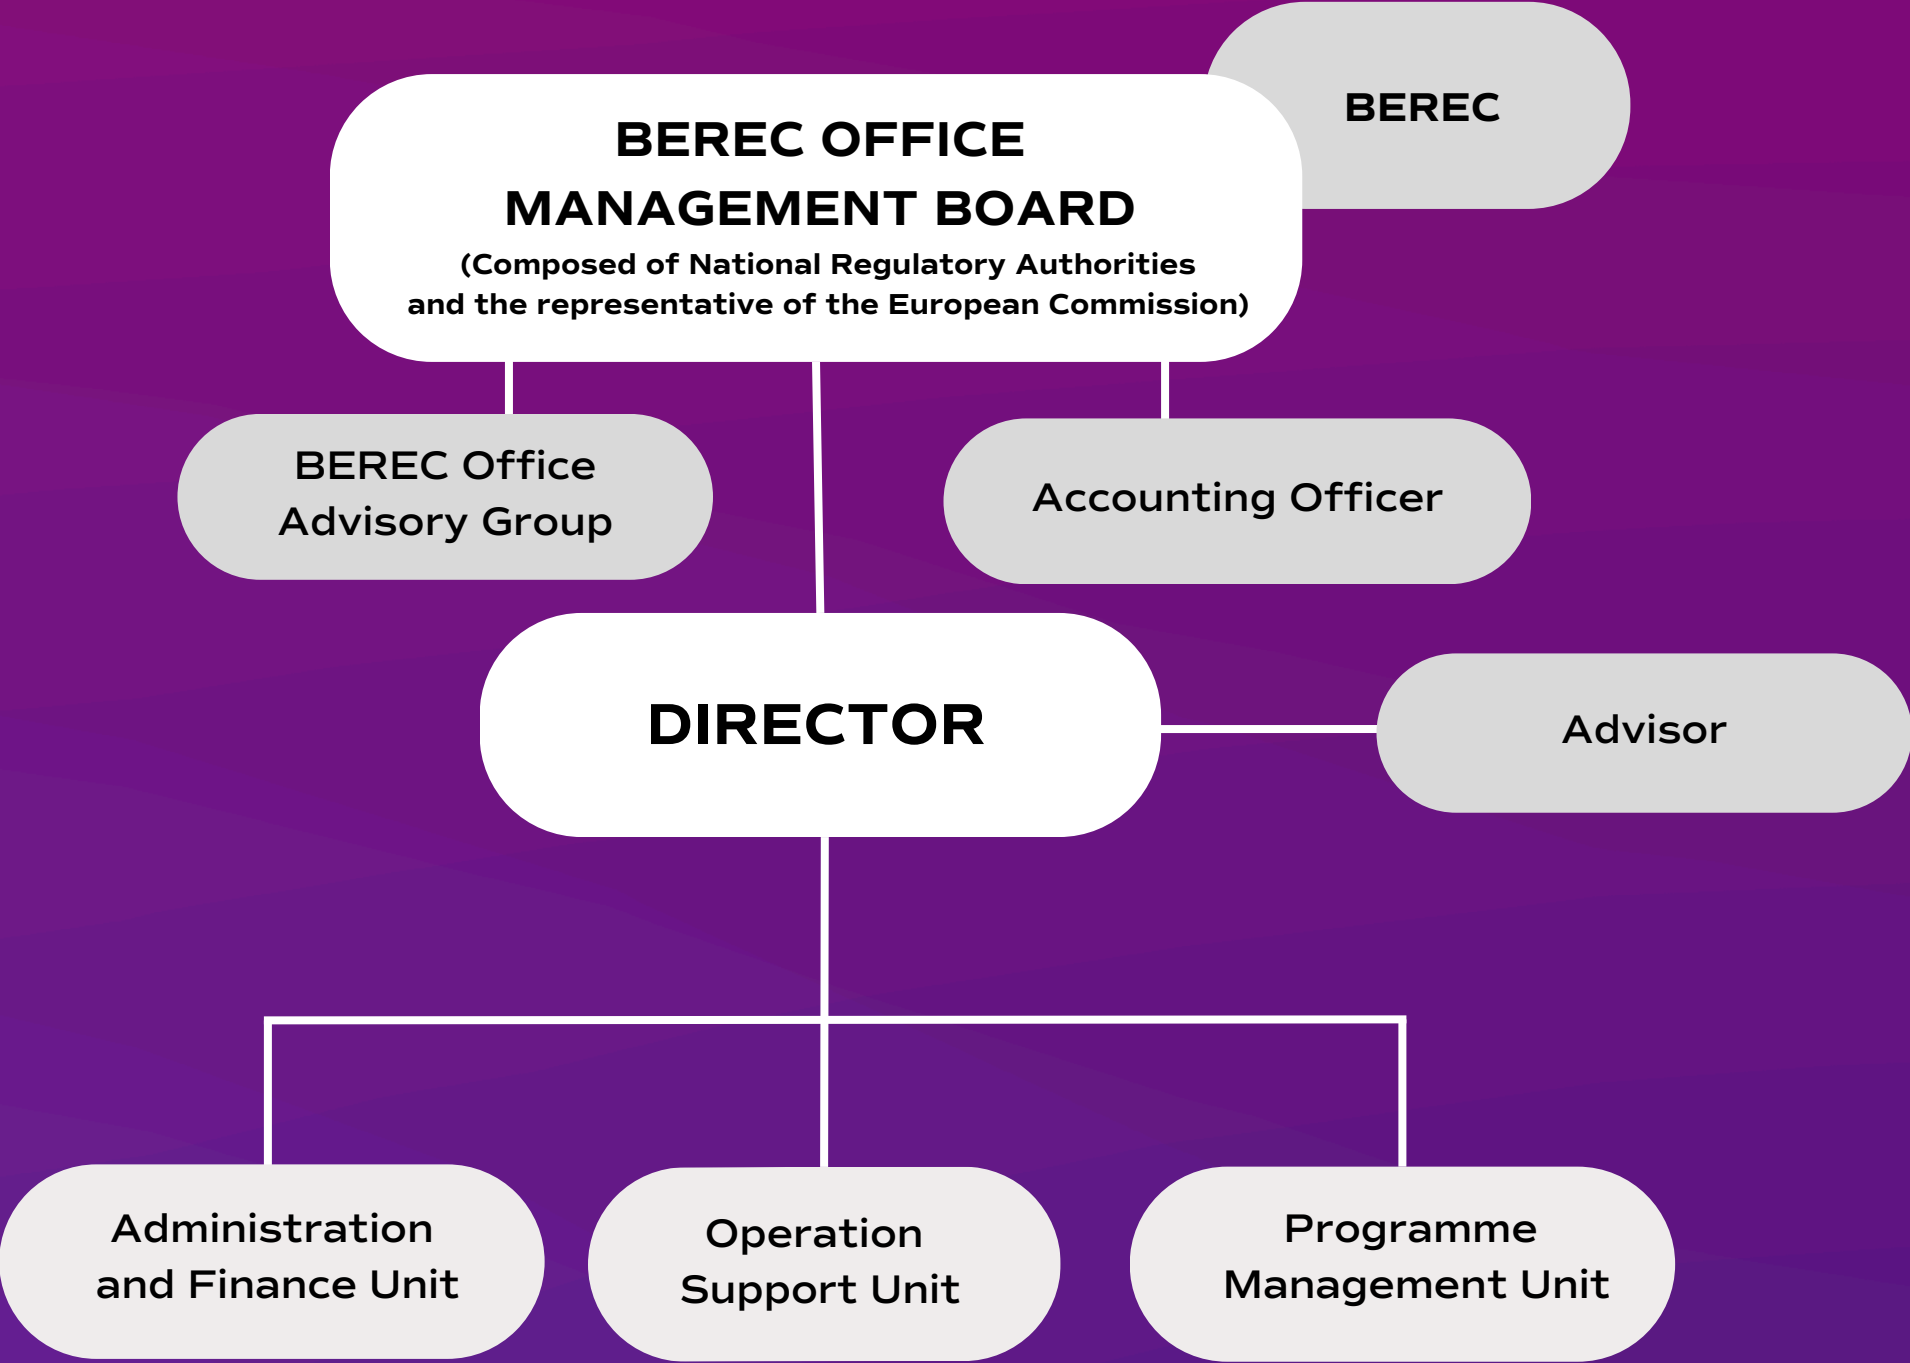 BEREC
BEREC OFFICE
MANAGEMENT BOARD
(Composed of National Regulatory Authorities
and the representative of the European Commission)
BEREC Office
Advisory Group
Accounting Officer
DIRECTOR
Advisor
Administration
and Finance Unit
Operation
Support Unit
Programme
Management Unit